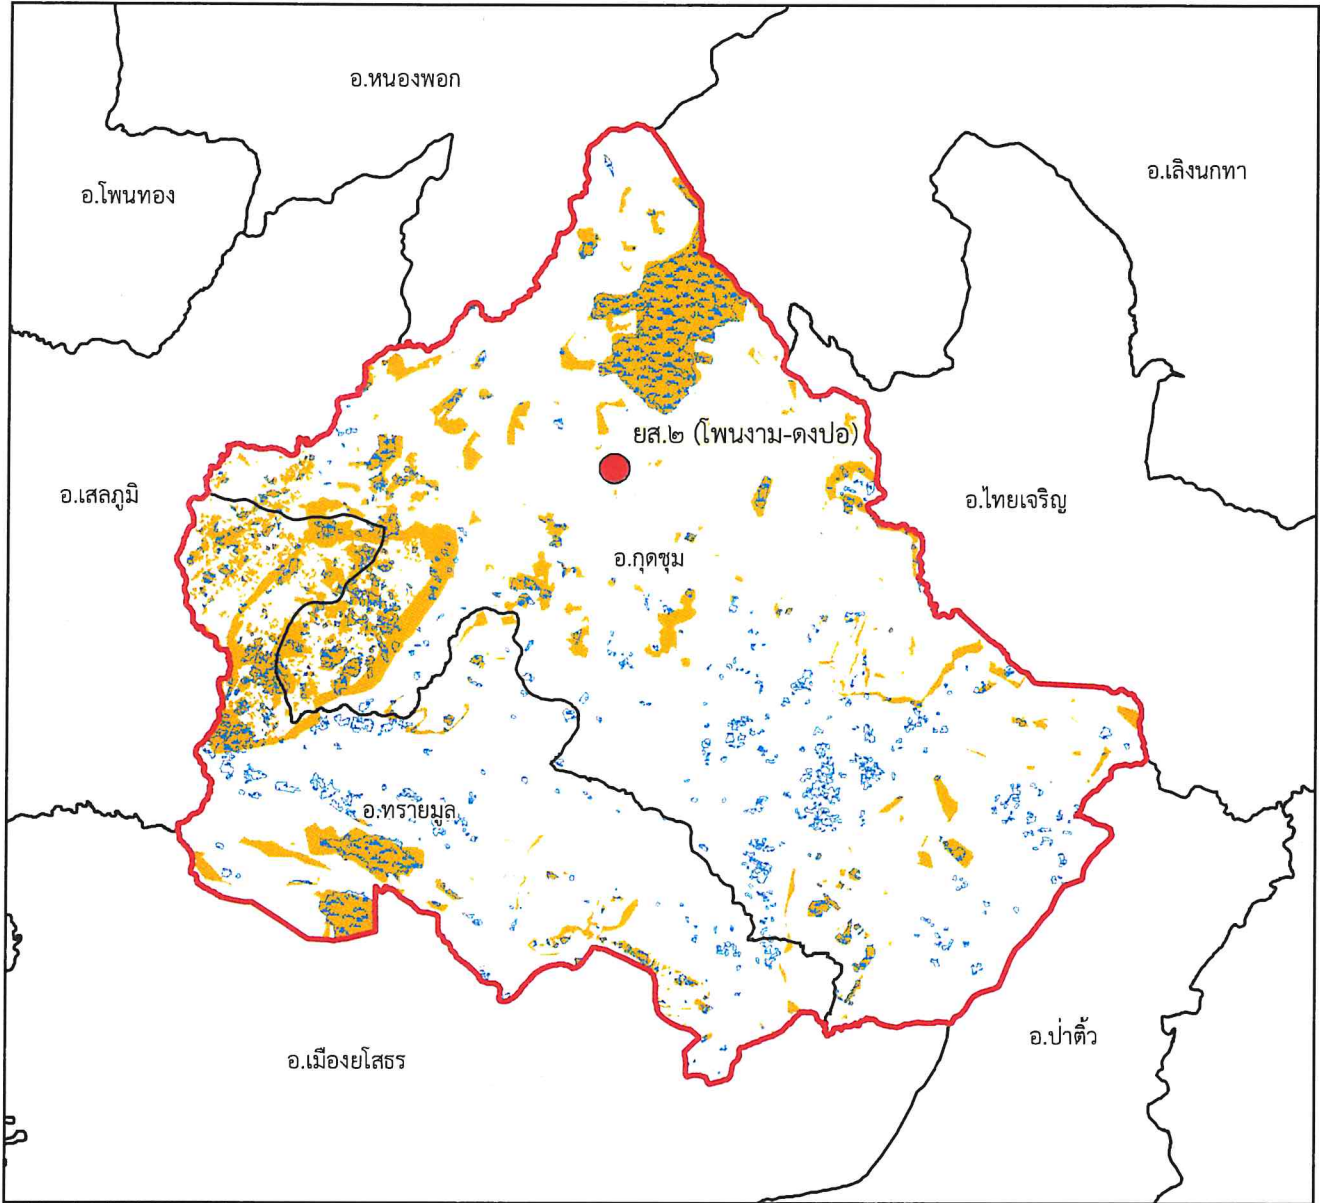 อ.หนองพอก
อ.เลิงนกทา
อ.โพนทอง
ยส.๒ (โพนงาม-ดงปอ)
อ.เสลภูมิ
อ.ไทยเจริญ
อ.กุดชุม
อ.ทรายมูล
อ.ป่าติ้ว
อ.เมืองยโสธร